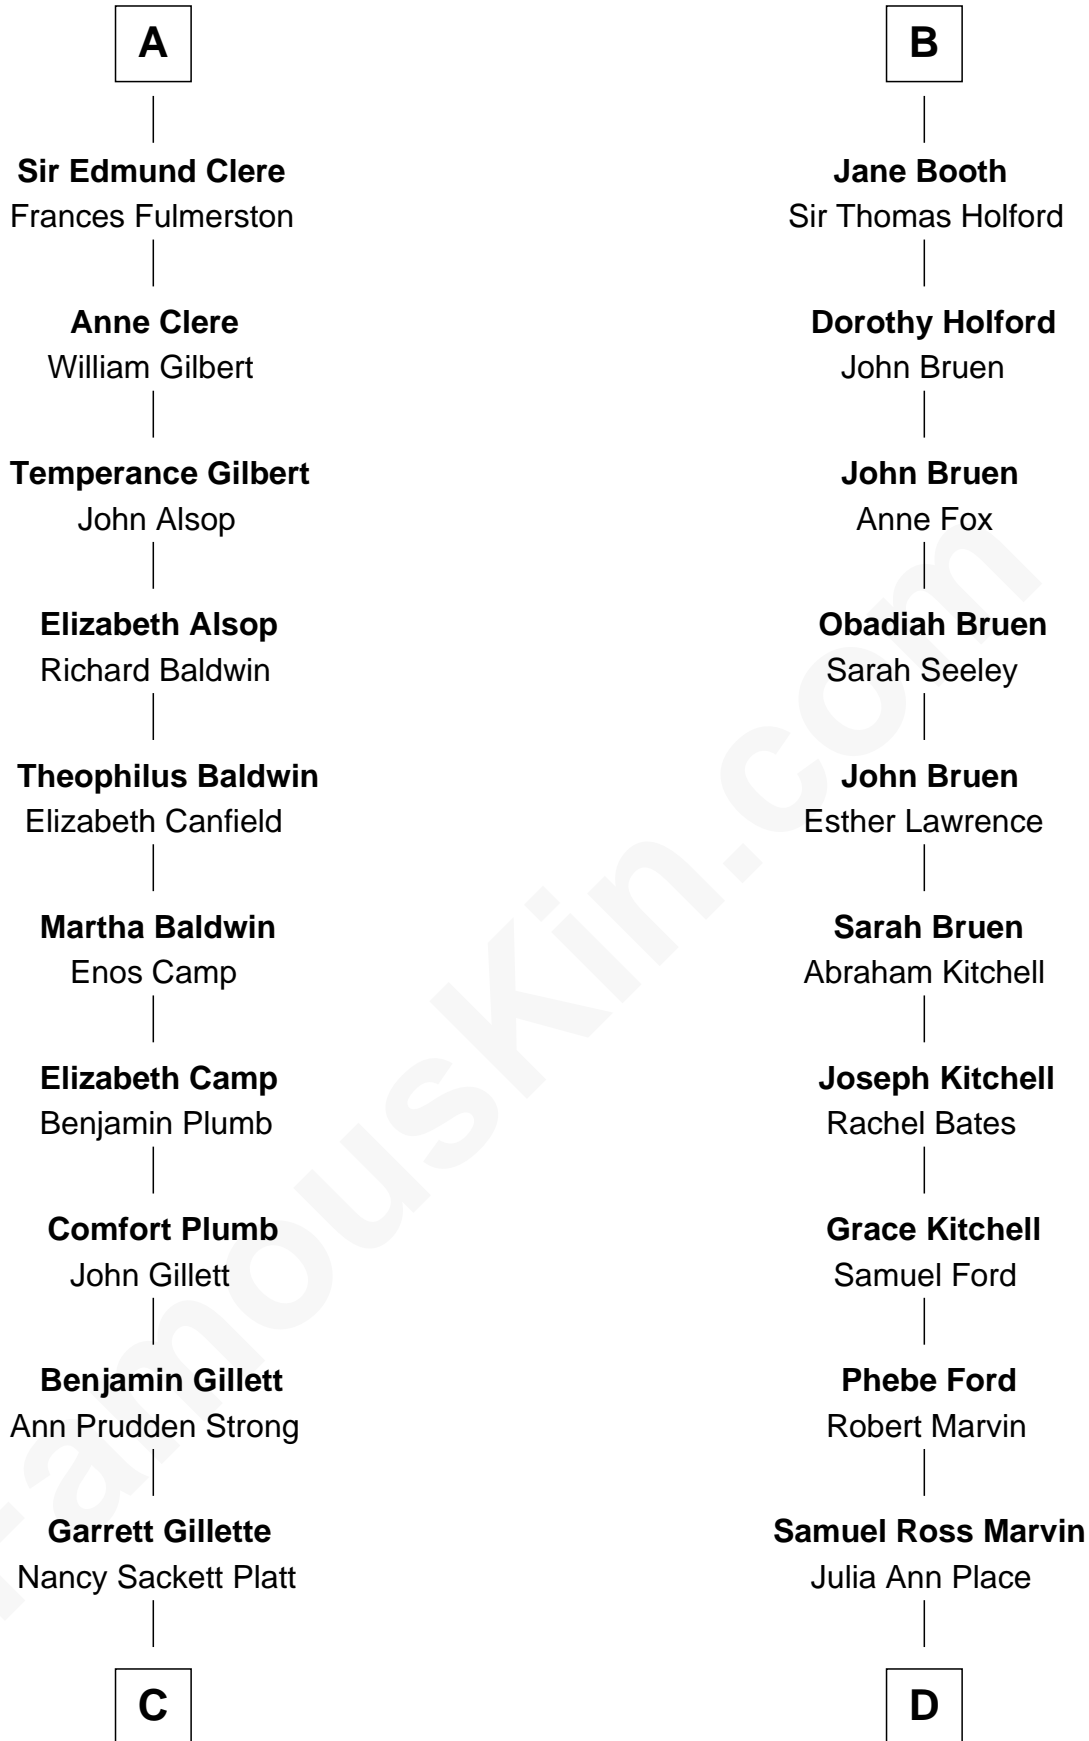 A
Sir Edmund Clere
Frances Fulmerston
Anne Clere
William Gilbert
Temperance Gilbert
John Alsop
Elizabeth Alsop
Richard Baldwin
Theophilus Baldwin
Elizabeth Canfield
Martha Baldwin
Enos Camp
Elizabeth Camp
Benjamin Plumb
Comfort Plumb
John Gillett
Benjamin Gillett
Ann Prudden Strong
Garrett Gillette
Nancy Sackett Platt
C
B
Jane Booth
Sir Thomas Holford
Dorothy Holford
John Bruen
John Bruen
Anne Fox
Obadiah Bruen
Sarah Seeley
John Bruen
Esther Lawrence
Sarah Bruen
Abraham Kitchell
Joseph Kitchell
Rachel Bates
Grace Kitchell
Samuel Ford
Phebe Ford
Robert Marvin
Samuel Ross Marvin
Julia Ann Place
D
FamousKin.com